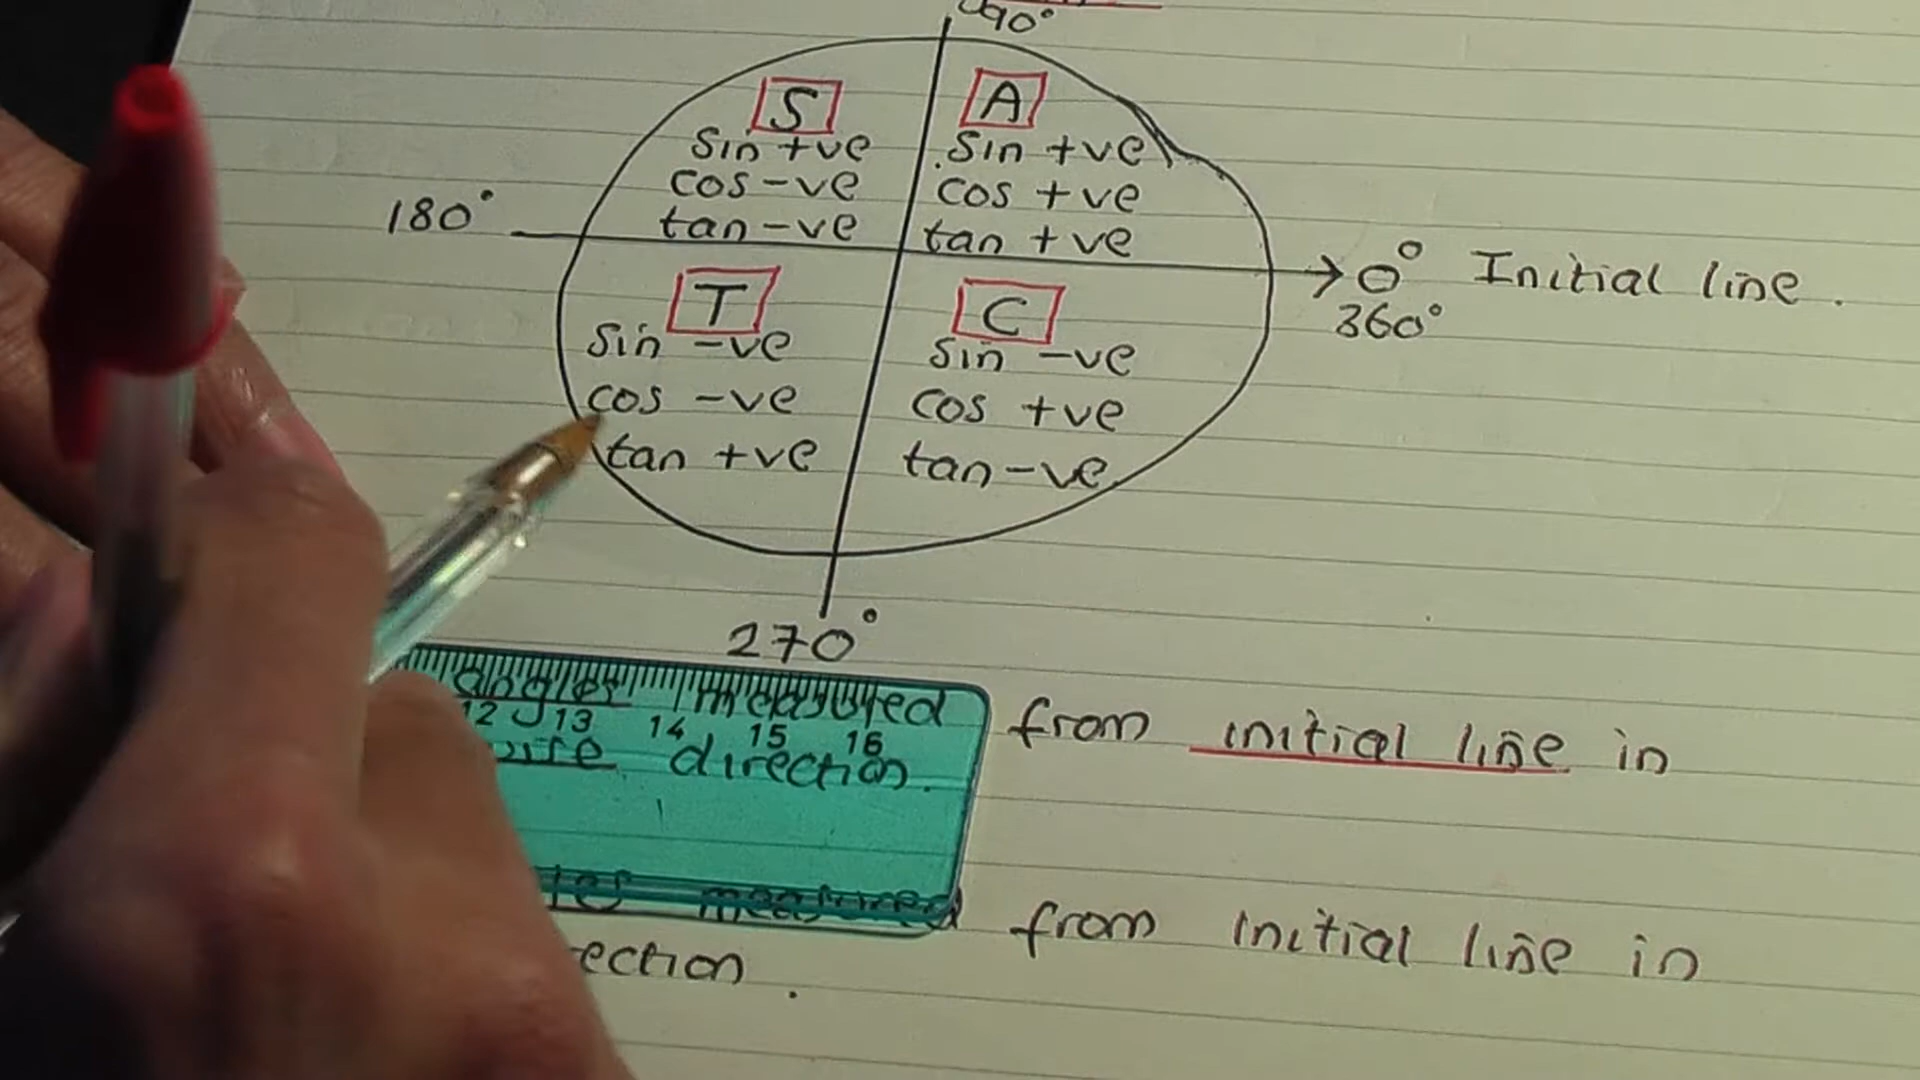 90°
S
A
sin +ve
.sin +ve
cos -ve
cos +ve
180°
tan -ve
tan +ve
0° Initial line.
360°
T
C
sin -ve
sin -ve
cos -ve
cos +ve
tan +ve
tan -ve
270°
angles measured from initial line in
12 13 14 15 16
direction.
measured from initial line in
ection.